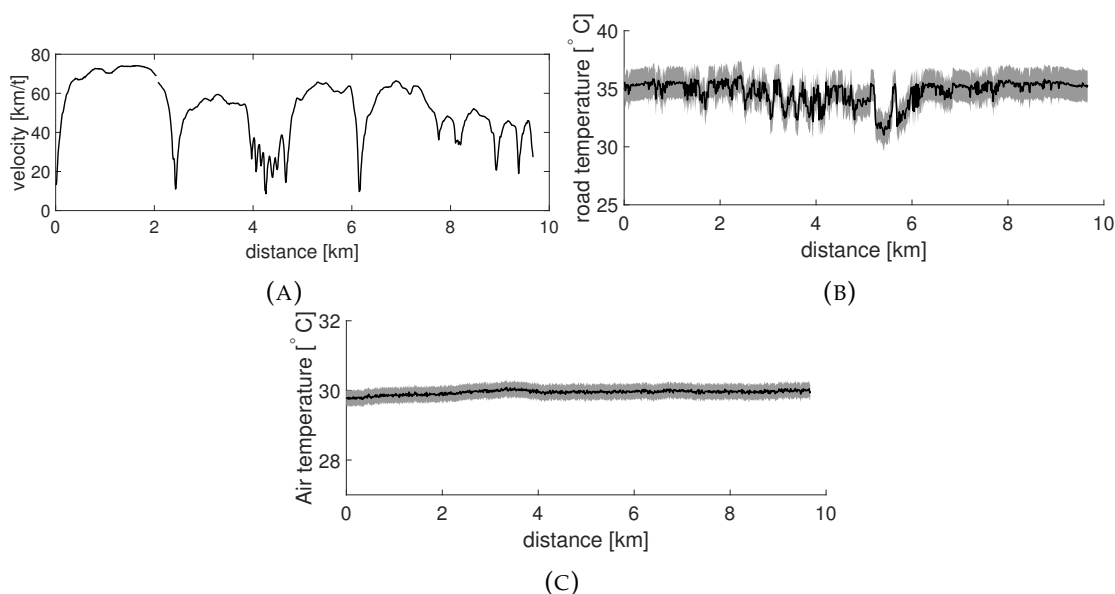 velocity [km/t]
80
60
40
20
0
0 2 4 6 8 10
distance [km]
(A)
road temperature [°C]
40
35
30
25
0 2 4 6 8 10
distance [km]
(B)
Air temperature [°C]
32
30
28
0 2 4 6 8 10
distance [km]
(C)